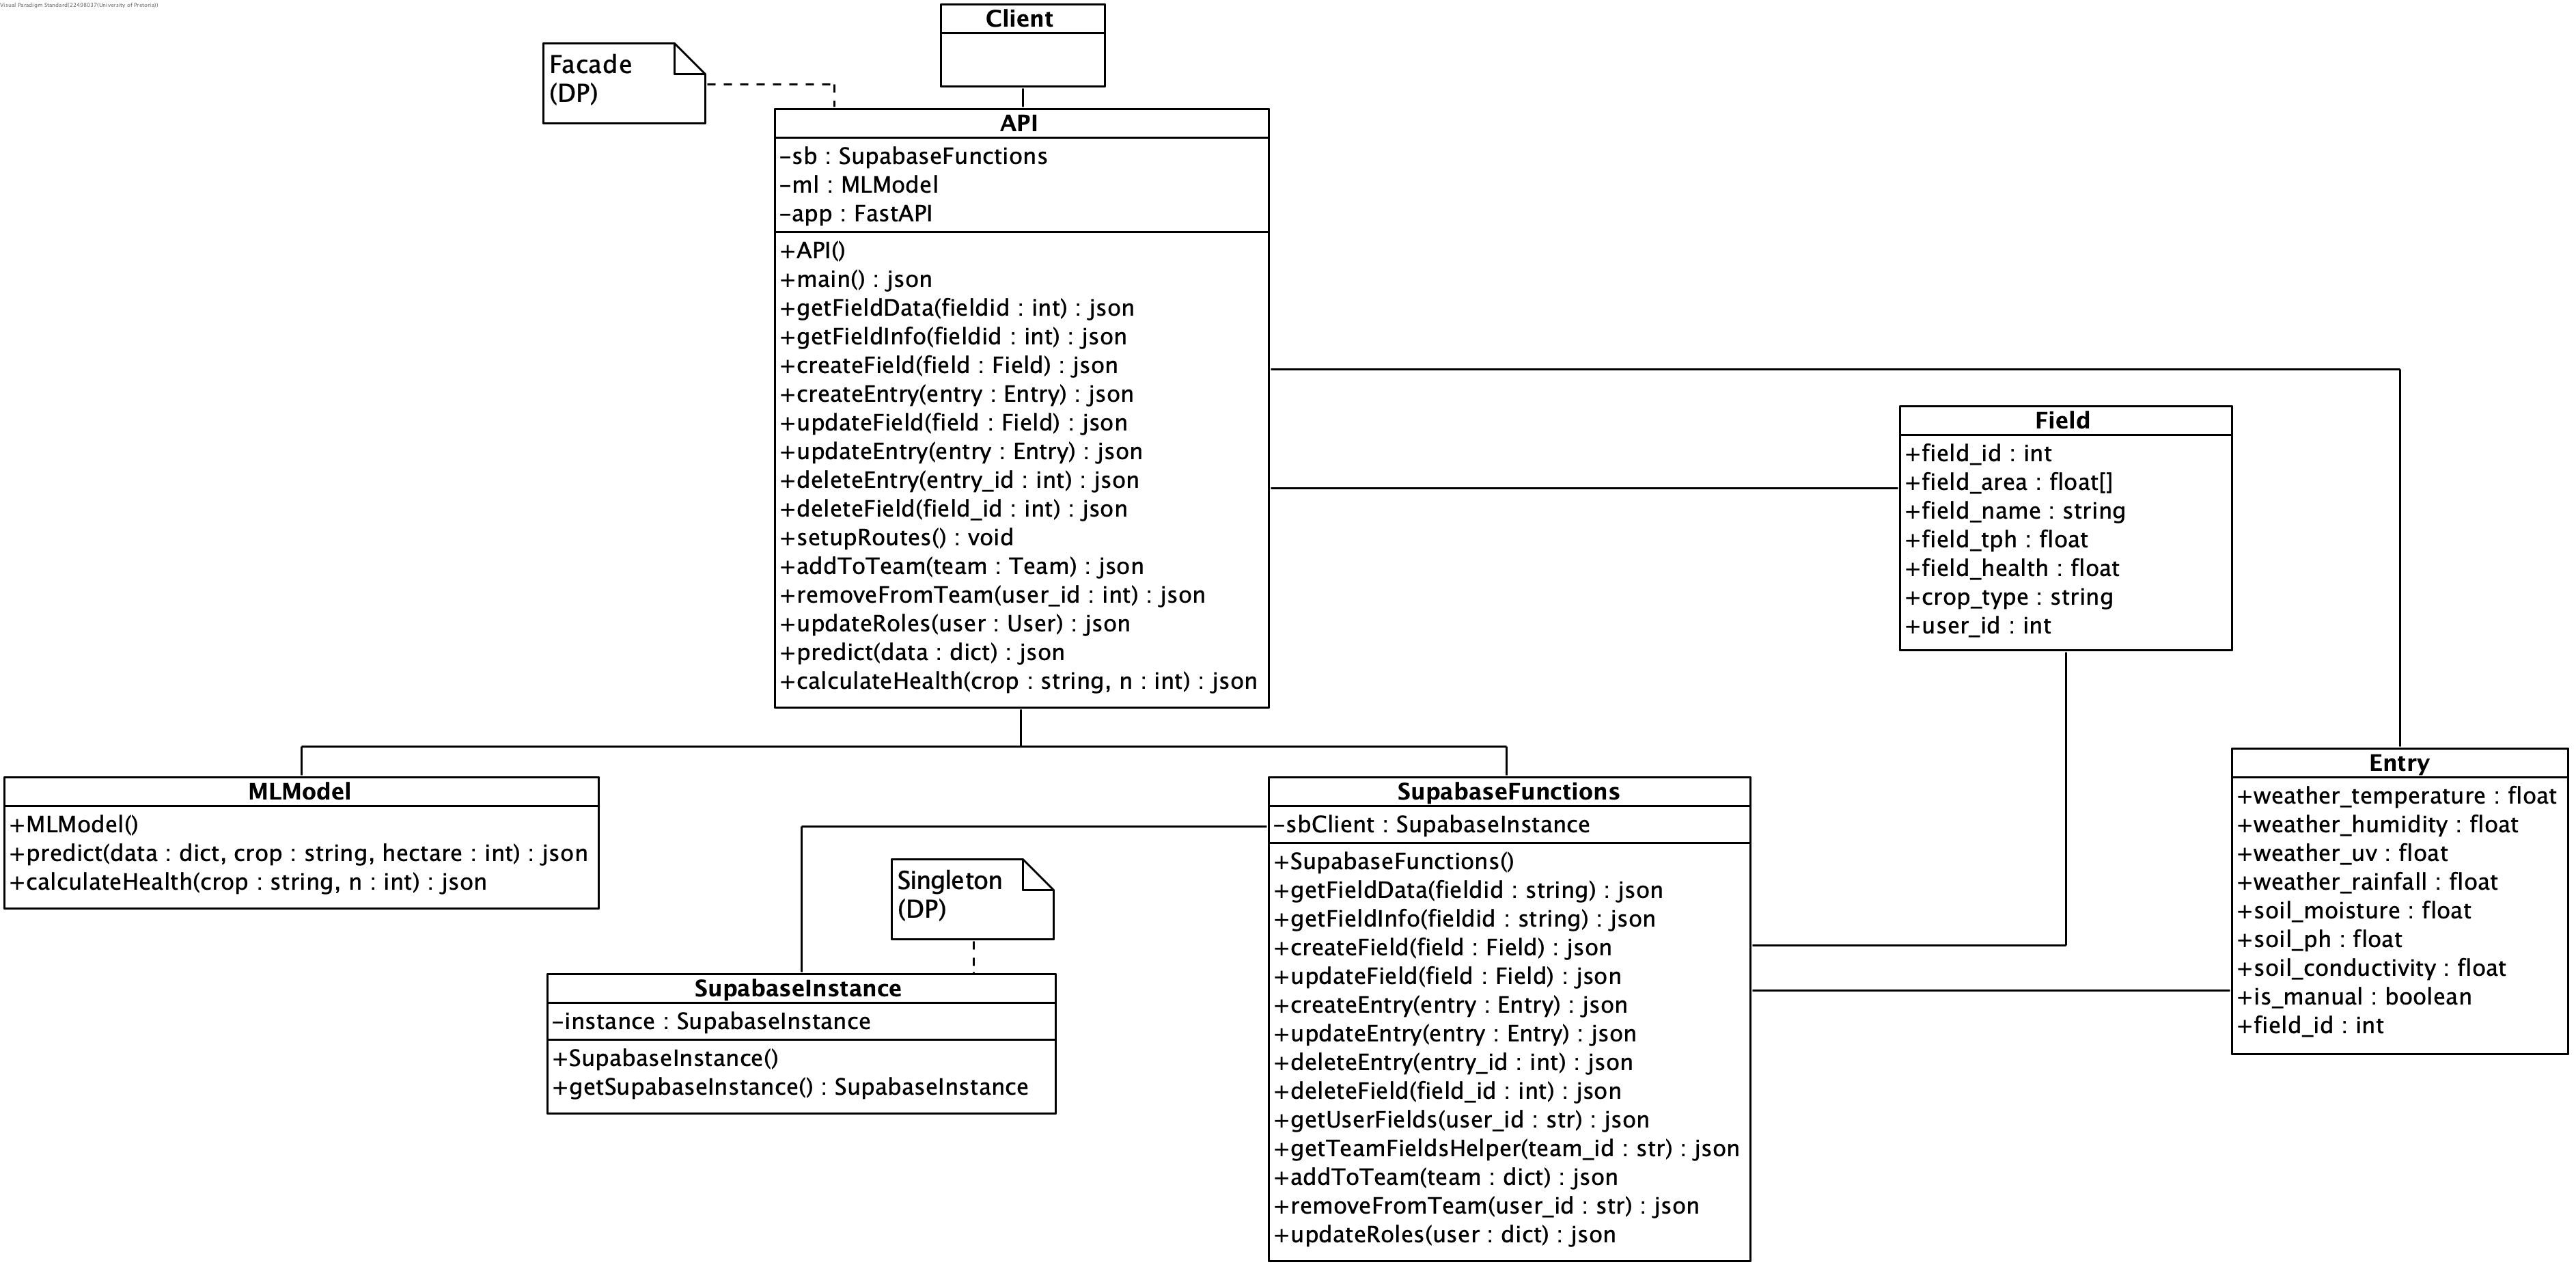 Visual Paradigm Standard(22498037(University of Pretoria))
Client
Facade
(DP)
API
-sb : SupabaseFunctions
-ml : MLModel
-app : FastAPI
+API()
+main() : json
+getFieldData(fieldid : int) : json
+getFieldInfo(fieldid : int) : json
+createField(field : Field) : json
+createEntry(entry : Entry) : json
+updateField(field : Field) : json
+updateEntry(entry : Entry) : json
+deleteEntry(entry_id : int) : json
+deleteField(field_id : int) : json
+setupRoutes() : void
+addToTeam(team : Team) : json
+removeFromTeam(user_id : int) : json
+updateRoles(user : User) : json
+predict(data : dict) : json
+calculateHealth(crop : string, n : int) : json
Field
+field_id : int
+field_area : float[]
+field_name : string
+field_tph : float
+field_health : float
+crop_type : string
+user_id : int
MLModel
+MLModel()
+predict(data : dict, crop : string, hectare : int) : json
+calculateHealth(crop : string, n : int) : json
Singleton
(DP)
SupabaseInstance
-instance : SupabaseInstance
+SupabaseInstance()
+getSupabaseInstance() : SupabaseInstance
SupabaseFunctions
-sbClient : SupabaseInstance
+SupabaseFunctions()
+getFieldData(fieldid : string) : json
+getFieldInfo(fieldid : string) : json
+createField(field : Field) : json
+updateField(field : Field) : json
+createEntry(entry : Entry) : json
+updateEntry(entry : Entry) : json
+deleteEntry(entry_id : int) : json
+deleteField(field_id : int) : json
+getUserFields(user_id : str) : json
+getTeamFieldsHelper(team_id : str) : json
+addToTeam(team : dict) : json
+removeFromTeam(user_id : str) : json
+updateRoles(user : dict) : json
Entry
+weather_temperature : float
+weather_humidity : float
+weather_uv : float
+weather_rainfall : float
+soil_moisture : float
+soil_ph : float
+soil_conductivity : float
+is_manual : boolean
+field_id : int